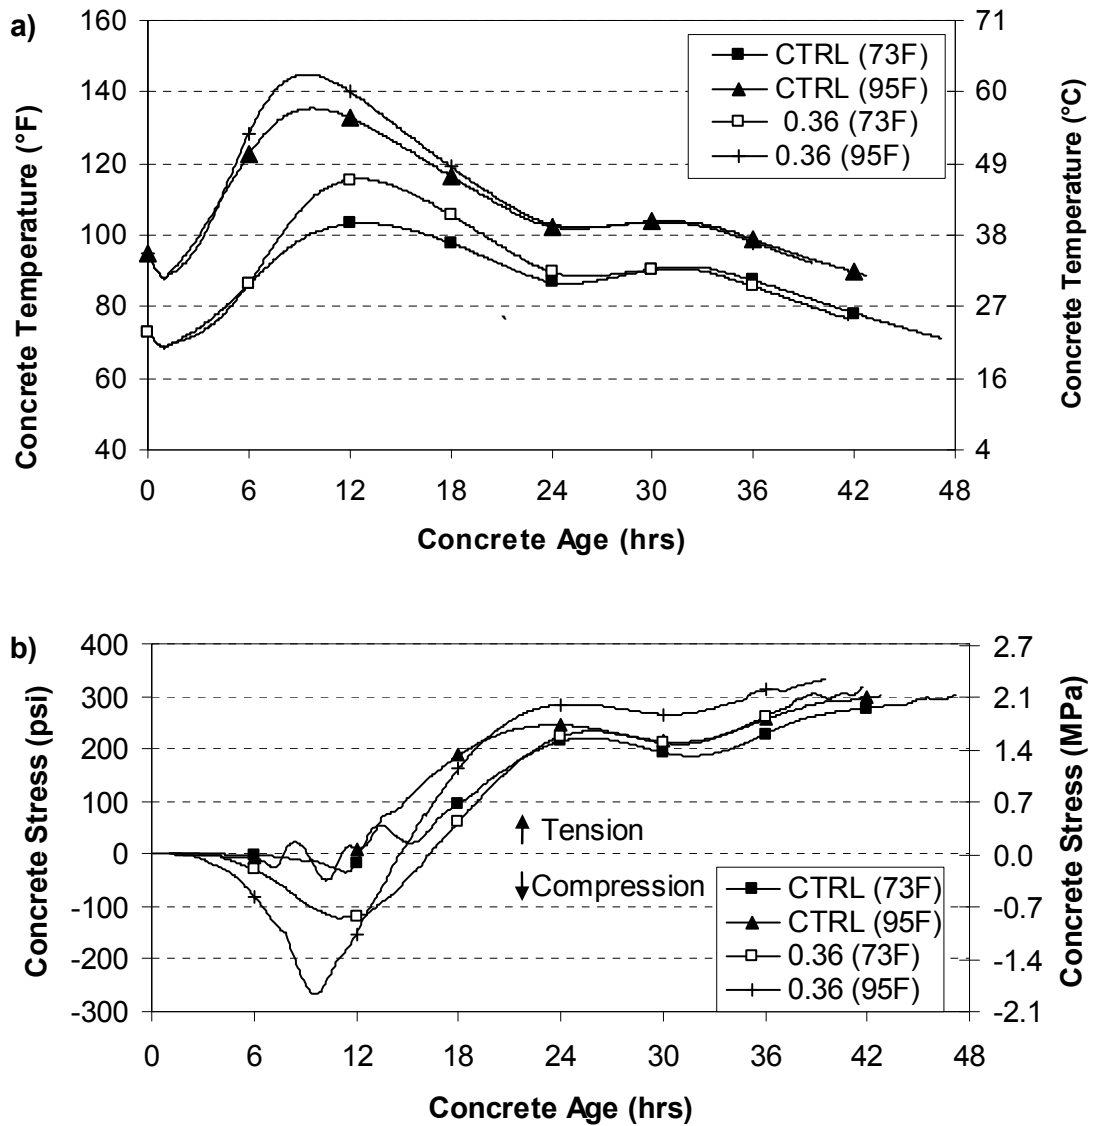 a)
Concrete Temperature (°F)
160
140
120
100
80
60
40
71
60
49
38
27
16
4
Concrete Temperature (°C)
CTRL (73F)
CTRL (95F)
0.36 (73F)
0.36 (95F)
0 6 12 18 24 30 36 42 48
Concrete Age (hrs)
b)
Concrete Stress (psi)
400
300
200
100
0
-100
-200
-300
2.7
2.1
1.4
0.7
0.0
-0.7
-1.4
-2.1
Concrete Stress (MPa)
Tension
Compression
CTRL (73F)
CTRL (95F)
0.36 (73F)
0.36 (95F)
0 6 12 18 24 30 36 42 48
Concrete Age (hrs)